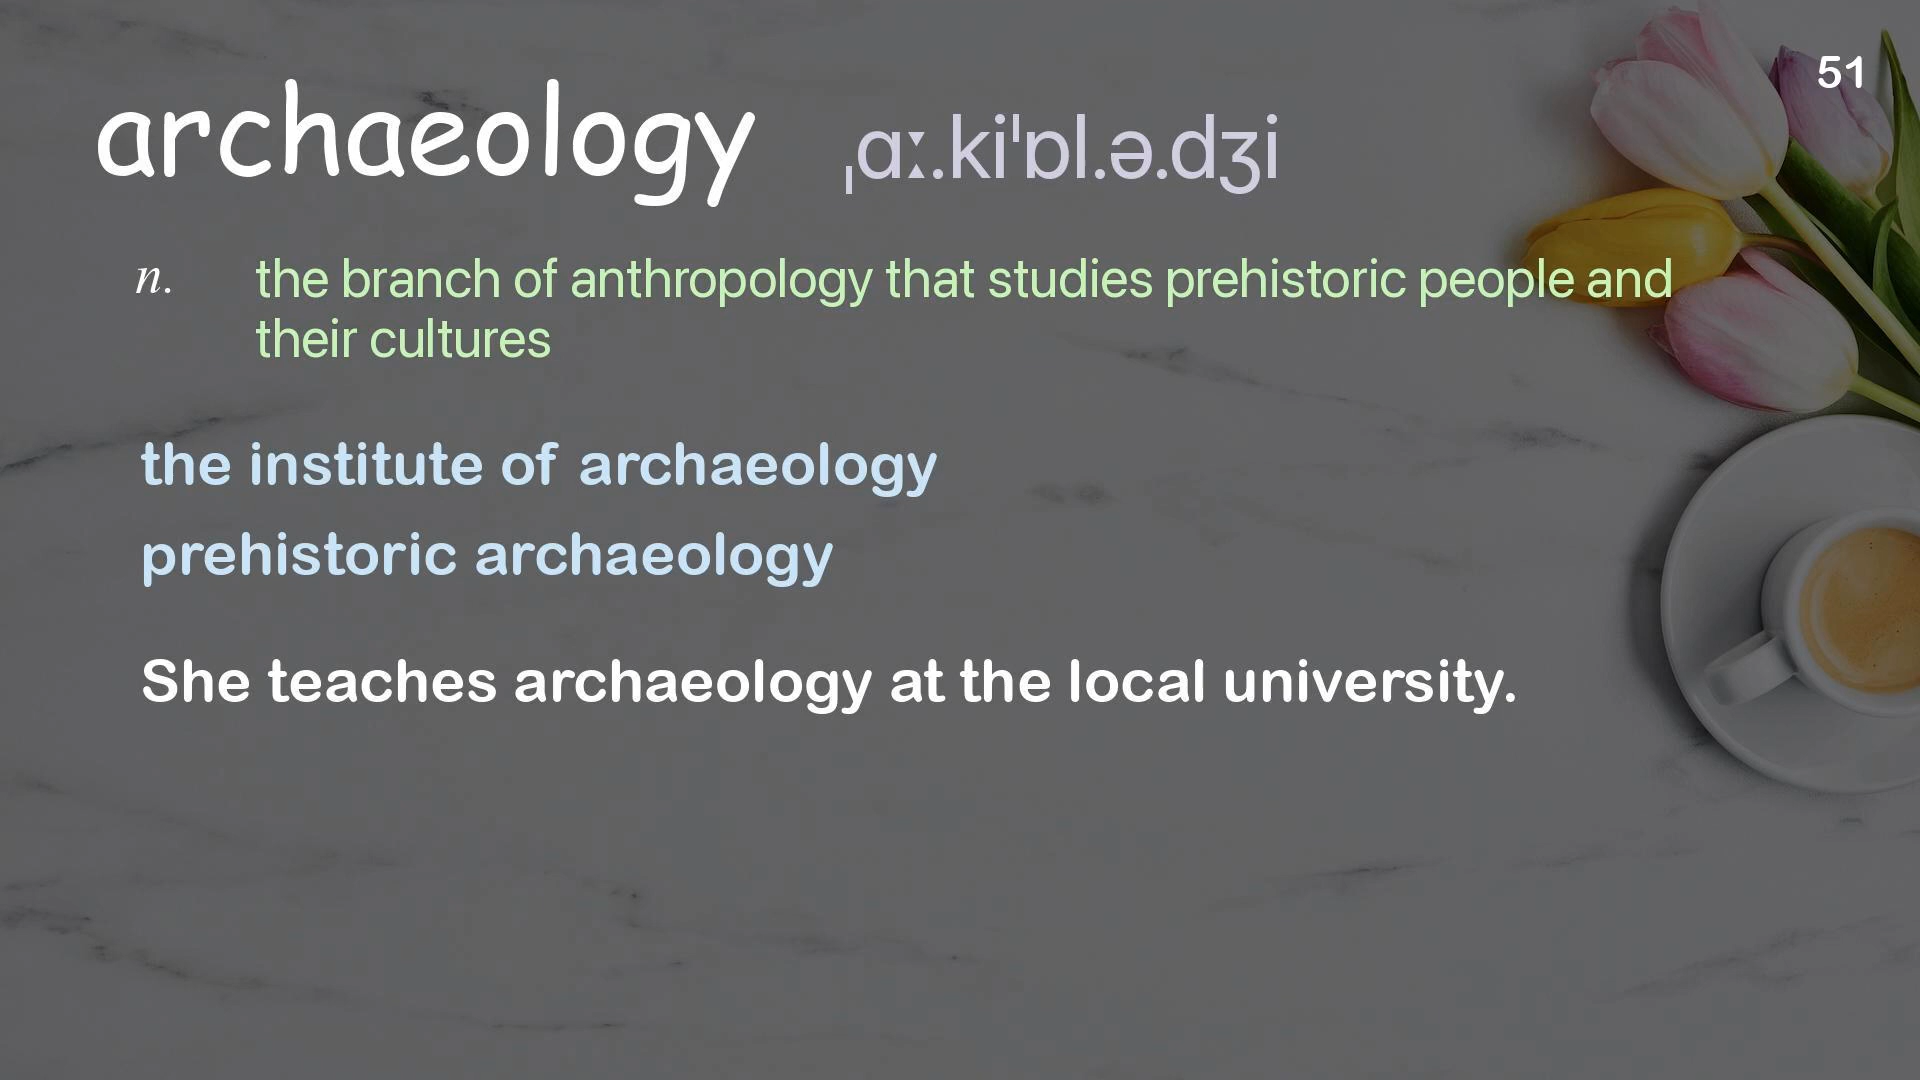 51
archaeology ˌɑː.kiˈɒl.ə.dʒi
n. the branch of anthropology that studies prehistoric people and
their cultures
the institute of archaeology
prehistoric archaeology
She teaches archaeology at the local university.